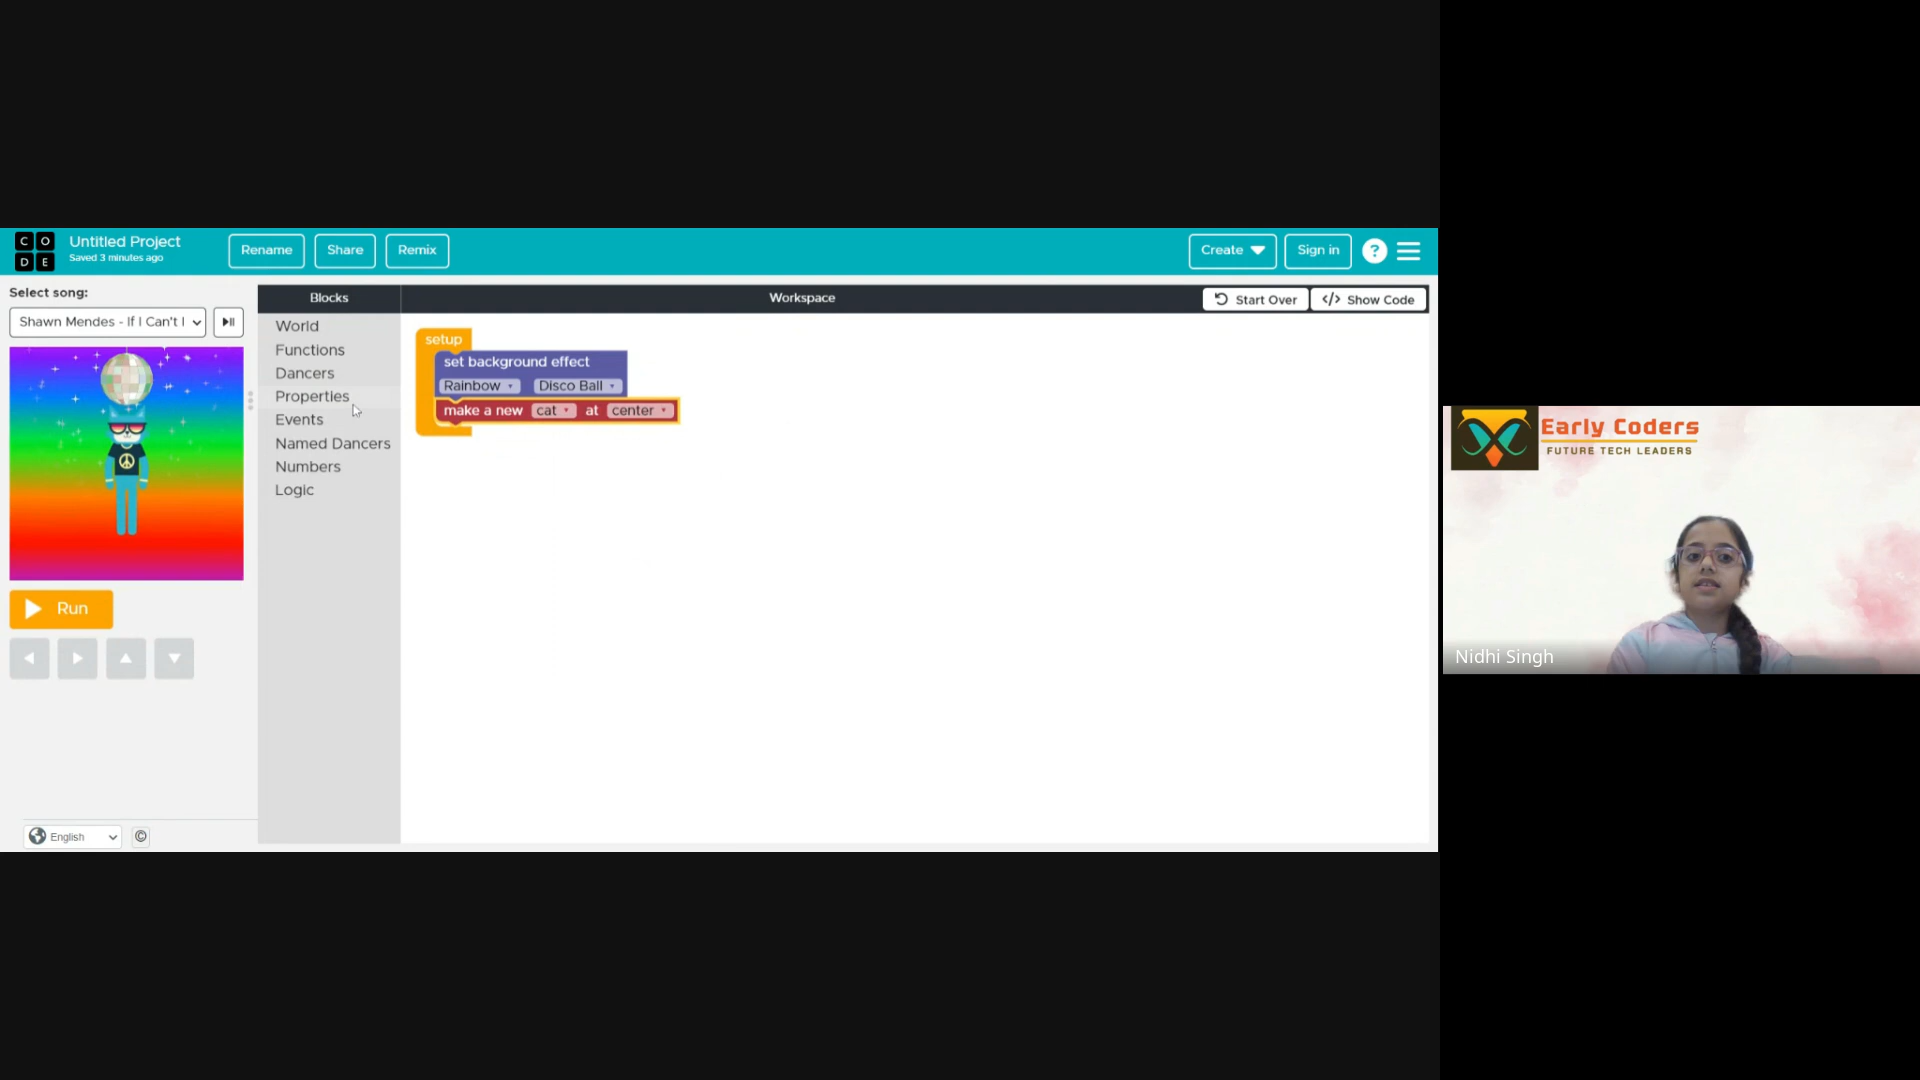 C O
D E
Untitled Project
Saved 3 minutes ago
Rename
Share
Remix
Create
Sign in
?
Select song:
Shawn Mendes - If I Can't I
Blocks
Workspace
Start Over
</> Show Code
World
Functions
Dancers
Properties
Events
Named Dancers
Numbers
Logic
setup
set background effect
Rainbow Disco Ball
make a new cat at center
Run
English
©
Early Coders
FUTURE TECH LEADERS
Nidhi Singh